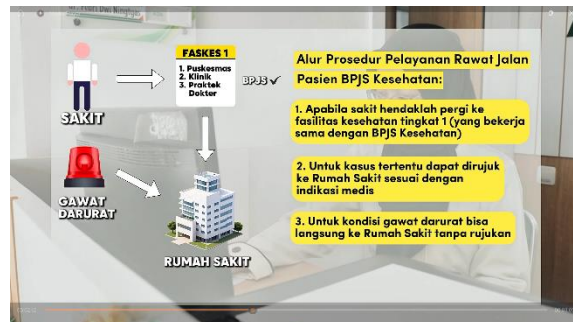 SAKIT
FASKES 1
1. Puskesmas
2. Klinik
3. Praktek
Dokter
BPJS
GAWAT
DARURAT
RUMAH SAKIT
Alur Prosedur Pelayanan Rawat Jalan
Pasien BPJS Kesehatan:
1. Apabila sakit hendaklah pergi ke
fasilitas kesehatan tingkat 1 (yang bekerja
sama dengan BPJS Kesehatan)
2. Untuk kasus tertentu dapat dirujuk
ke Rumah Sakit sesuai dengan
indikasi medis
3. Untuk kondisi gawat darurat bisa
langsung ke Rumah Sakit tanpa rujukan